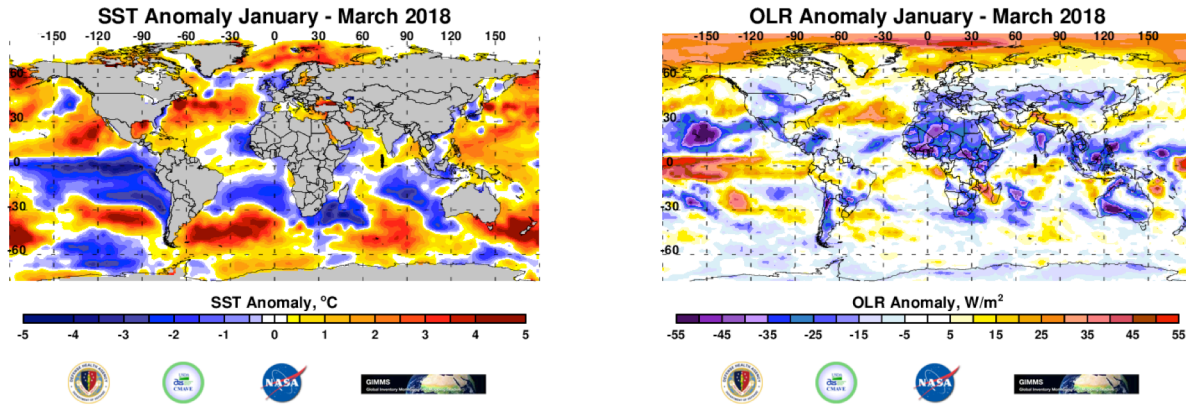 SST Anomaly January - March 2018
-150 -120 -90 -60 -30 0 30 60 90 120 150
60
30
0
-30
-60
SST Anomaly, °C
-5 -4 -3 -2 -1 0 1 2 3 4 5
NASA
GIMMS
OLR Anomaly January - March 2018
-150 -120 -90 -60 -30 0 30 60 90 120 150
60
30
0
-30
-60
OLR Anomaly, W/m²
-55 -45 -35 -25 -15 -5 5 15 25 35 45 55
NASA
GIMMS